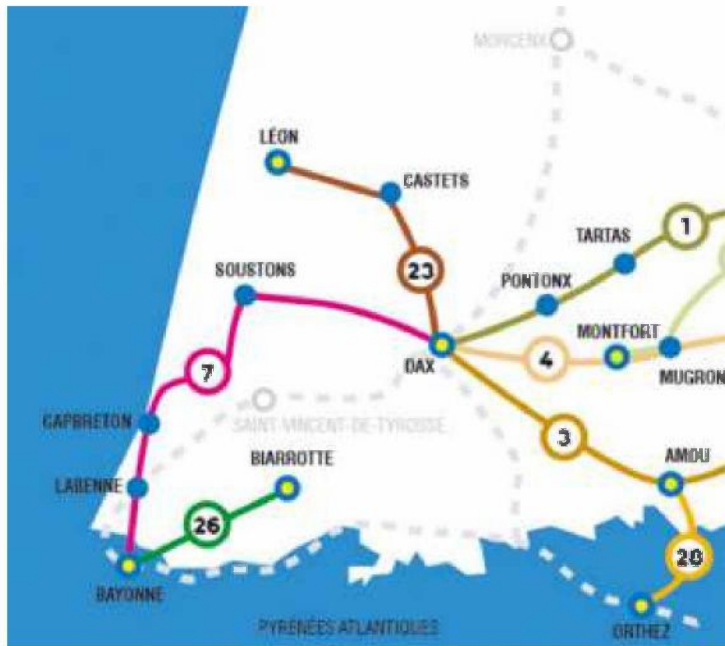 MORCENX
LÉON
CASTETS
1
TARTAS
23
SOUSTONS
PONTONX
MONTFORT
DAX
4
MUGRON
7
CAPBRETON
SAINT-VINCENT-DE-TYROSSE
3
BIARROTTE
AMOU
LABENNE
26
20
BAYONNE
ORTHEZ
PYRENÉES ATLANTIQUES